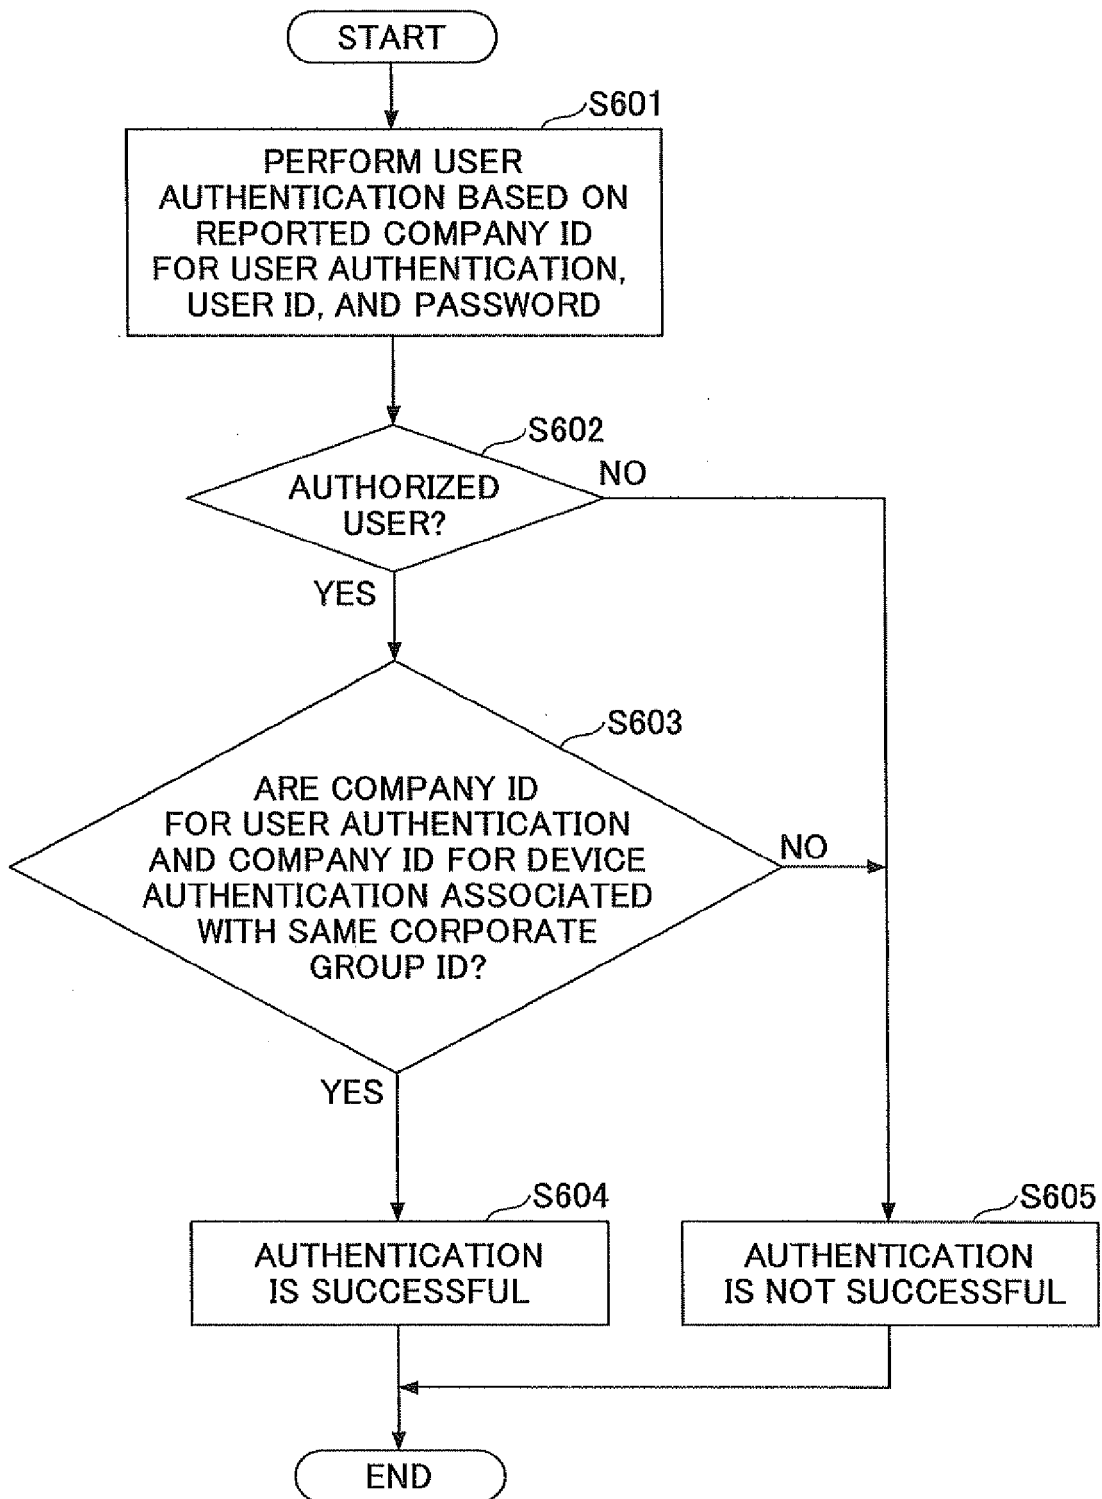 START
S601
PERFORM USER
AUTHENTICATION BASED ON
REPORTED COMPANY ID
FOR USER AUTHENTICATION,
USER ID, AND PASSWORD
S602
AUTHORIZED
USER?
NO
YES
S603
ARE COMPANY ID
FOR USER AUTHENTICATION
AND COMPANY ID FOR DEVICE
AUTHENTICATION ASSOCIATED
WITH SAME CORPORATE
GROUP ID?
NO
YES
S604
AUTHENTICATION
IS SUCCESSFUL
S605
AUTHENTICATION
IS NOT SUCCESSFUL
END